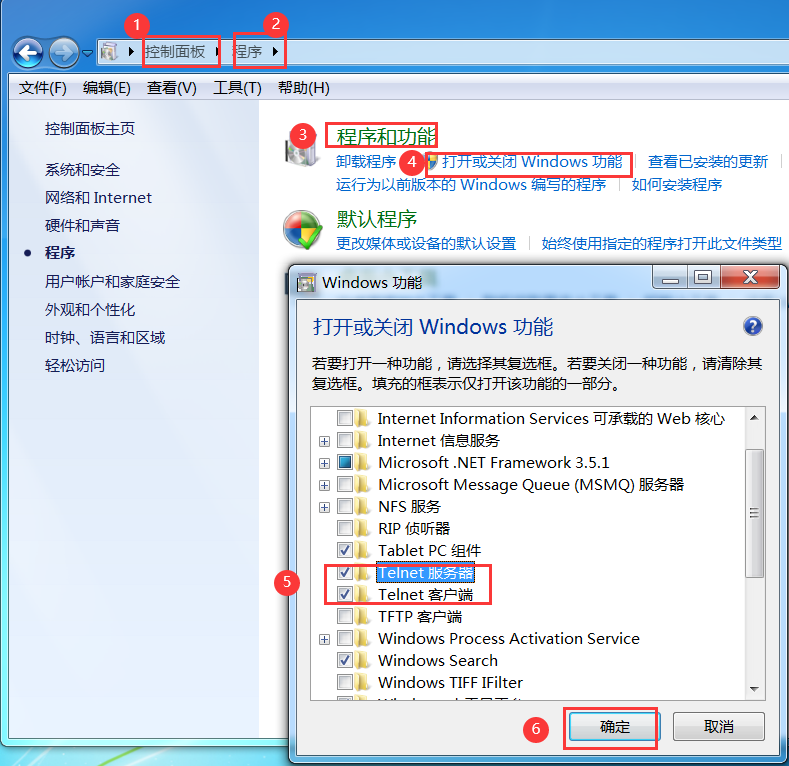 1
2
控制面板 程序
文件(F) 编辑(E) 查看(V) 工具(T) 帮助(H)
控制面板主页
系统和安全
网络和 Internet
硬件和声音
程序
用户帐户和家庭安全
外观和个性化
时钟、语言和区域
轻松访问
3
程序和功能
卸载程序 4 打开或关闭 Windows 功能 查看已安装的更新
运行为以前版本的 Windows 编写的程序 如何安装程序
默认程序
更改媒体或设备的默认设置 始终使用指定的程序打开此文件类型
Windows 功能
打开或关闭 Windows 功能
若要打开一种功能，请选择其复选框。若要关闭一种功能，请清除其
复选框。填充的框表示仅打开该功能的一部分。
Internet Information Services 可承载的 Web 核心
Internet 信息服务
Microsoft .NET Framework 3.5.1
Microsoft Message Queue (MSMQ) 服务器
NFS 服务
RIP 侦听器
Tablet PC 组件
5
Telnet 服务器
Telnet 客户端
TFTP 客户端
Windows Process Activation Service
Windows Search
Windows TIFF IFilter
6
确定 取消